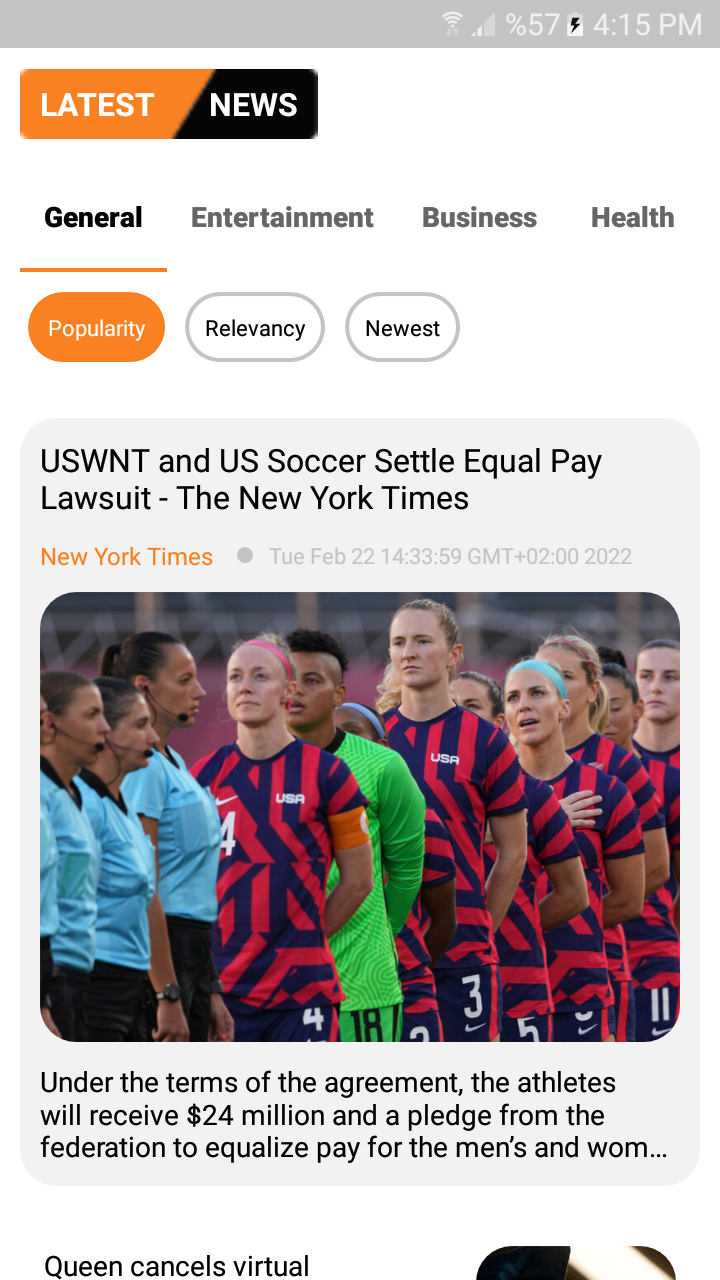 %57 4:15 PM
LATEST NEWS
General Entertainment Business Health
Popularity Relevancy Newest
USWNT and US Soccer Settle Equal Pay
Lawsuit - The New York Times
New York Times Tue Feb 22 14:33:59 GMT+02:00 2022
USA
USA
4
4 18 3 5 11
Under the terms of the agreement, the athletes
will receive $24 million and a pledge from the
federation to equalize pay for the men’s and wom...
Queen cancels virtual